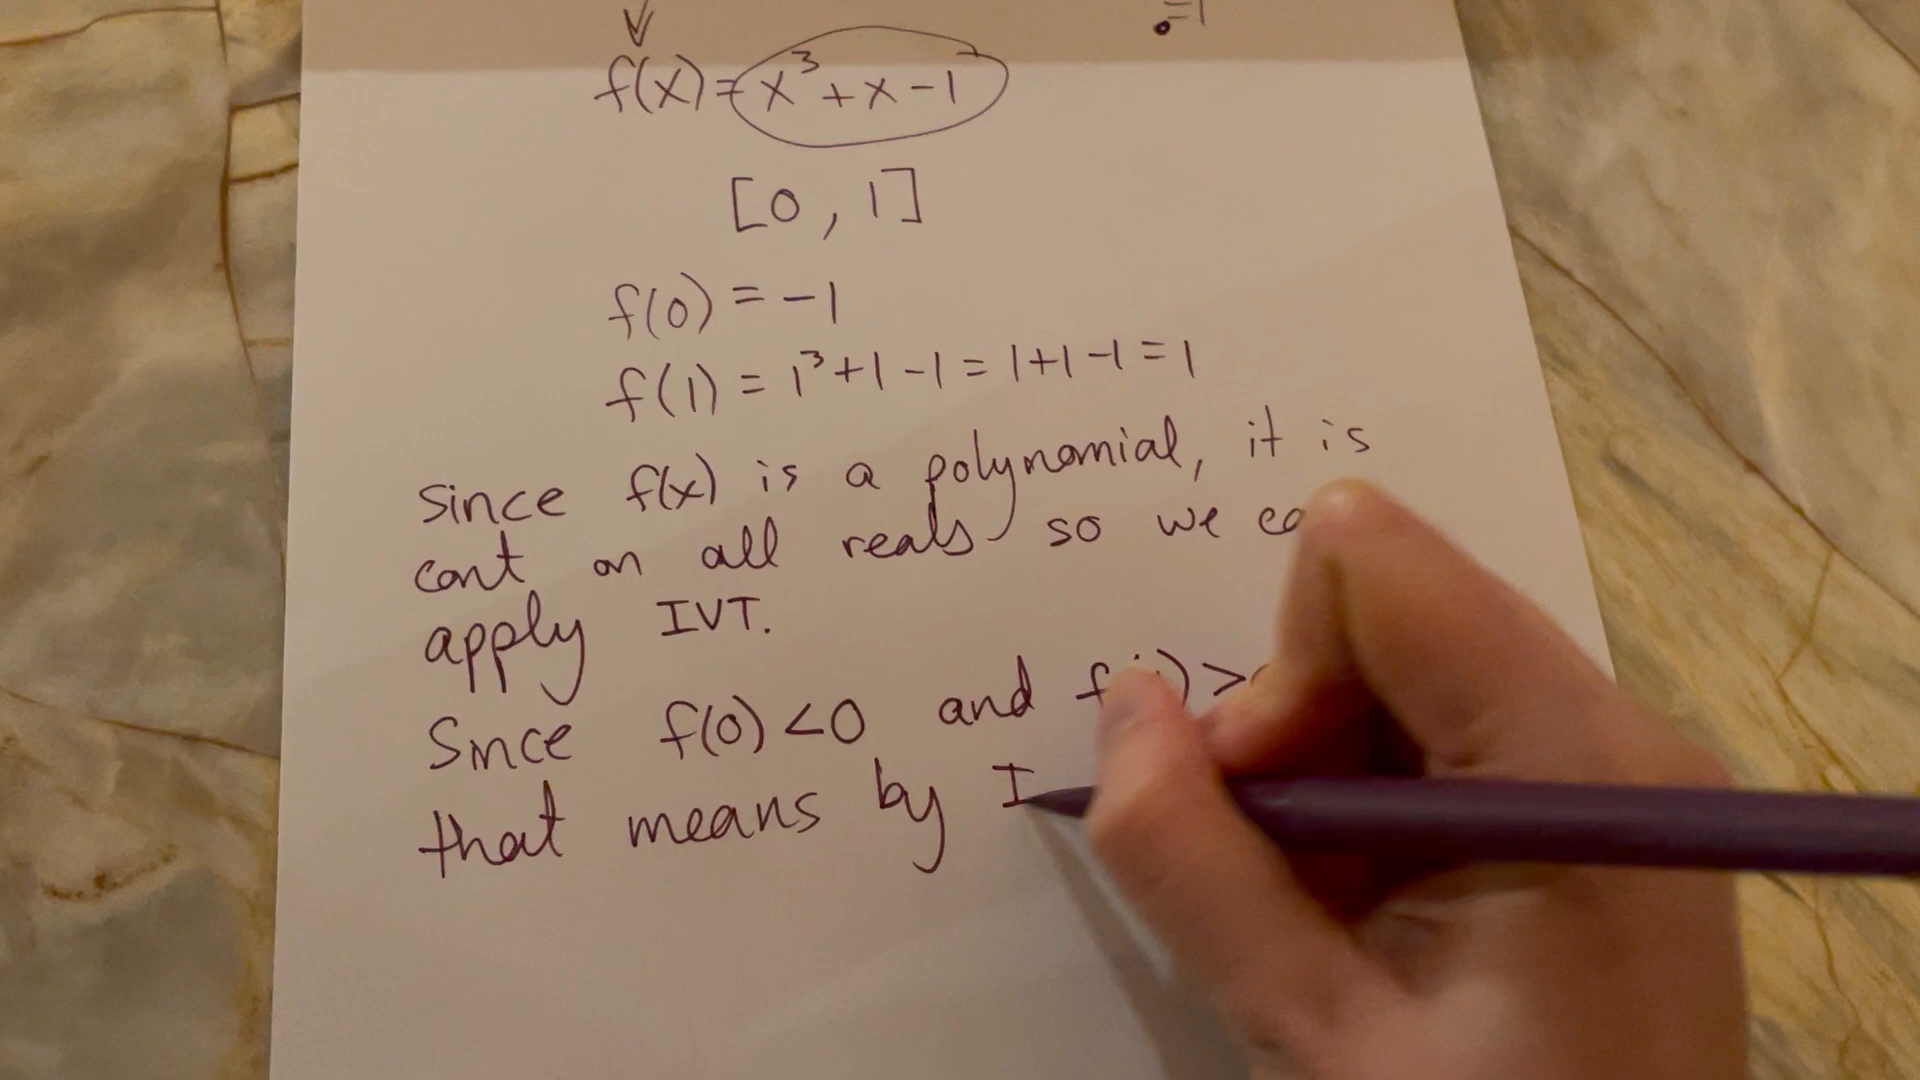 =1
f(x) = x³ + x - 1
[0, 1]
f(0) = -1
f(1) = 1³ + 1 - 1 = 1 + 1 - 1 = 1
since f(x) is a polynomial, it is
cont on all reals so we
apply IVT.
Since f(0) < 0 and >
that means by I